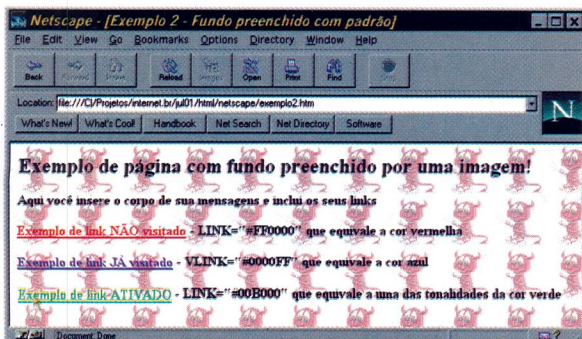 Netscape - [Exemplo 2 - Fundo preenchido com padrão]
File Edit View Go Bookmarks Options Directory Window Help
Back Forward Home Reload Images Open Print Find Stop
Location: file:///C|/Projetos/internet.br/jul01/html/netscape/exemplo2.htm
N
What's New! What's Cool! Handbook Net Search Net Directory Software
Exemplo de página com fundo preenchido por uma imagem!
Aqui você insere o corpo de sua mensagens e inclui os seus links
Exemplo de link NÃO visitado - LINK="#FF0000" que equivale a cor vermelha
Exemplo de link JÁ visitado - VLINK="#0000FF" que equivale a cor azul
Exemplo de link ATIVADO - LINK="#00B000" que equivale a uma das tonalidades da cor verde
Document: Done